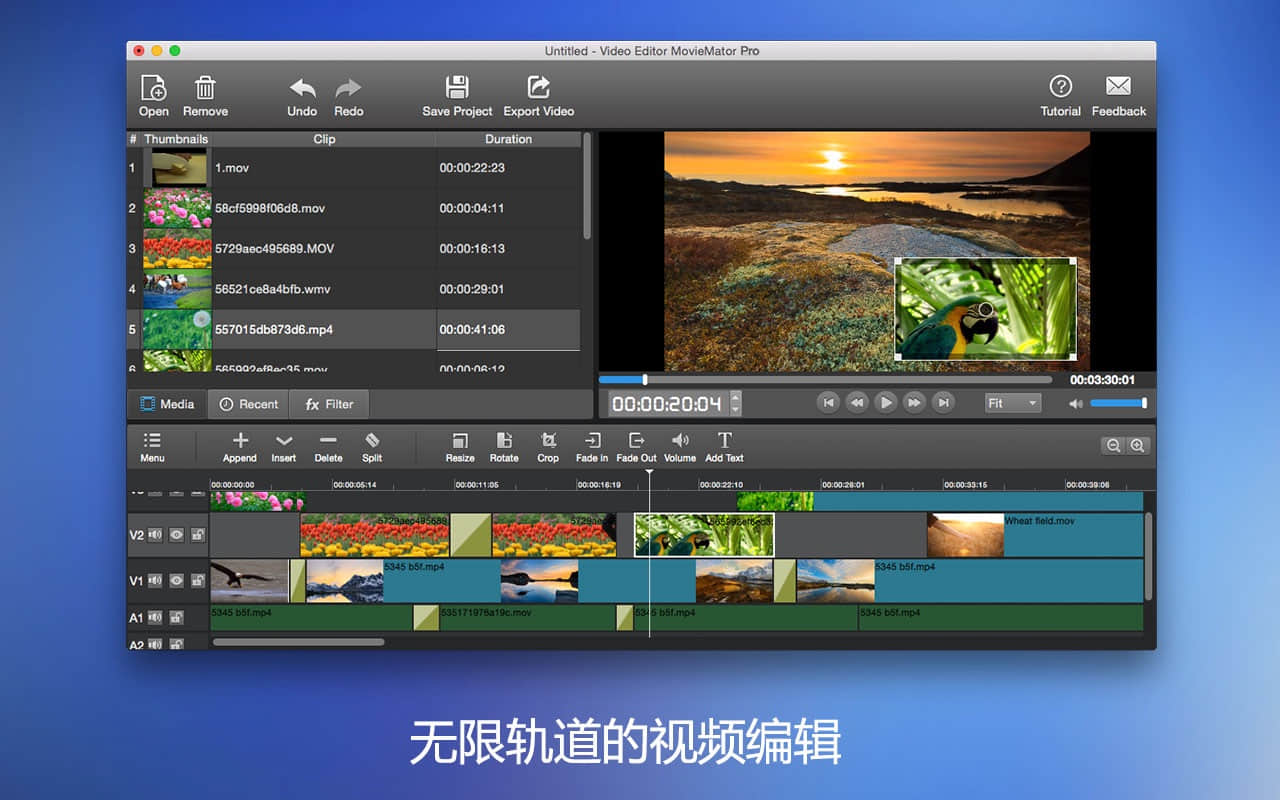 Untitled - Video Editor MovieMator Pro
Open Remove Undo Redo Save Project Export Video Tutorial Feedback
# Thumbnails Clip Duration
1 1.mov 00:00:22:23
2 58cf5998f06d8.mov 00:00:04:11
3 5729aec495689.MOV 00:00:16:13
4 56521ce8a4bfb.wmv 00:00:29:01
5 557015db873d6.mp4 00:00:41:06
6 565992ef8ec35.mov 00:00:06:12
00:03:30:01
Media Recent fx Filter
00:00:20:04 Fit
Menu Append Insert Delete Split Resize Rotate Crop Fade In Fade Out Volume T Add Text
00:00:00:00 00:00:05:14 00:00:11:05 00:00:16:19 00:00:22:10 00:00:28:01 00:00:33:15 00:00:39:06
V2 5729aec495689 5729aec Wheat field.mov
V1 5345 b5f.mp4 5345 b5f.mp4 5345 b5f.mp4
A1 5345 b5f.mp4 535171976a19c.mov 5345 b5f.mp4 5345 b5f.mp4
A2
无限轨道的视频编辑